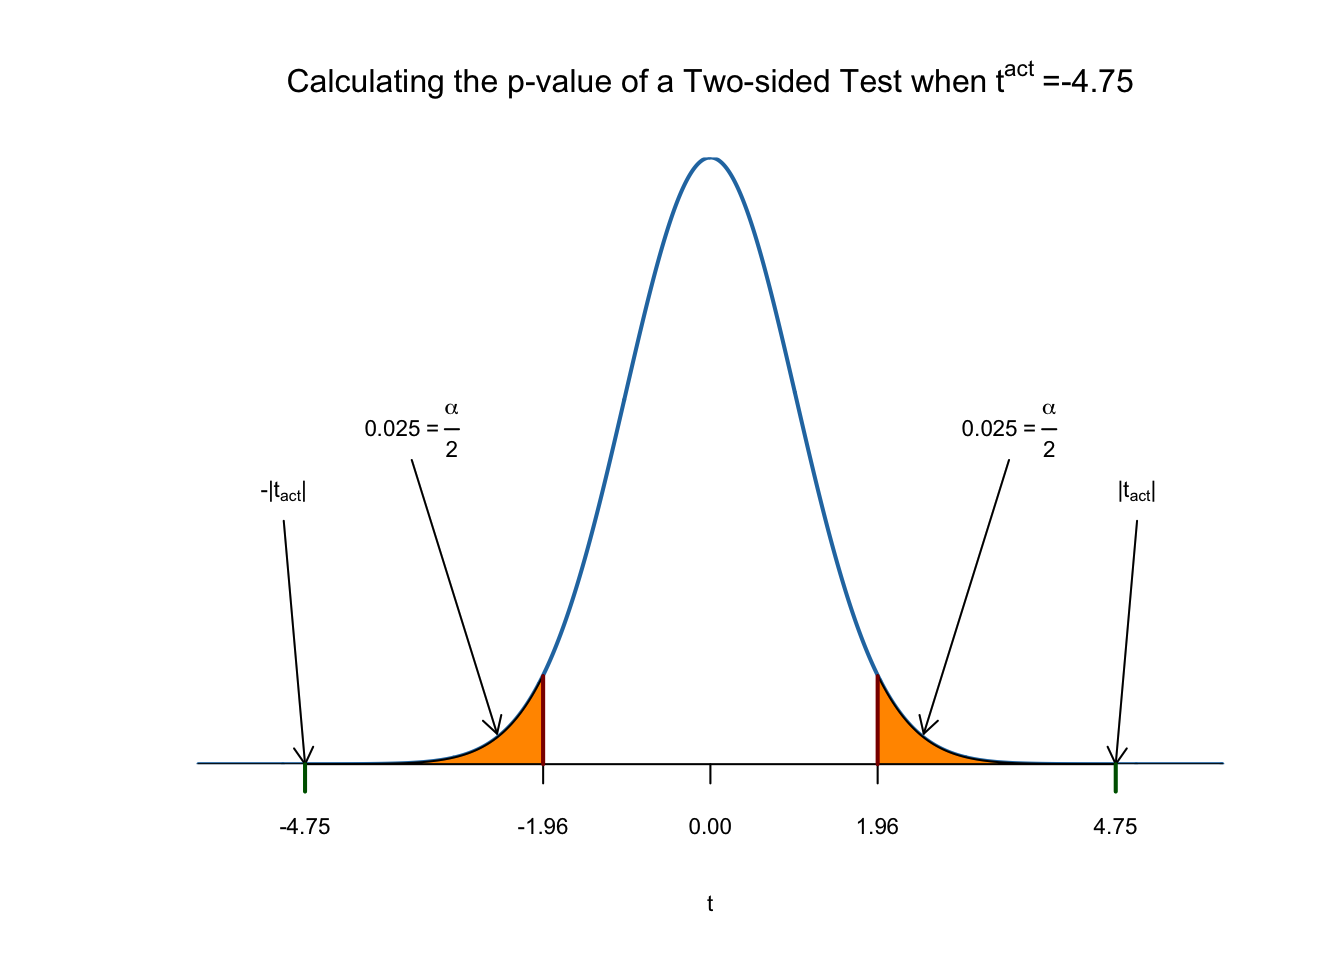 Calculating the p-value of a Two-sided Test when t^act =-4.75
0.025 = α/2
0.025 = α/2
-|t_act|
|t_act|
-4.75 -1.96 0.00 1.96 4.75
t